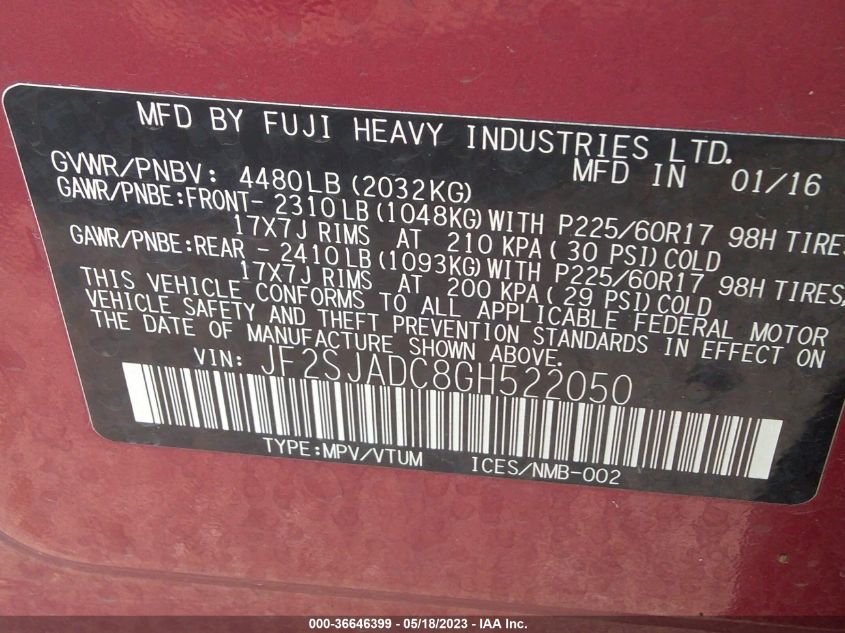 MFD BY FUJI HEAVY INDUSTRIES LTD.
MFD IN 01/16
GVWR/PNBV: 4480LB (2032KG)
GAWR/PNBE:FRONT- 2310LB(1048KG)WITH P225/60R17 98H TIRES
17X7J RIMS AT 210 KPA( 30 PSI)COLD
GAWR/PNBE:REAR - 2410LB(1093KG)WITH P225/60R17 98H TIRES,
17X7J RIMS AT 200 KPA( 29 PSI)COLD
THIS VEHICLE CONFORMS TO ALL APPLICABLE FEDERAL MOTOR
VEHICLE SAFETY AND THEFT PREVENTION STANDARDS IN EFFECT ON
THE DATE OF MANUFACTURE SHOWN ABOVE.
VIN: JF2SJADC8GH522050
TYPE:MPV/VTUM ICES/NMB-002
000-36646399 - 05/18/2023 - IAA Inc.